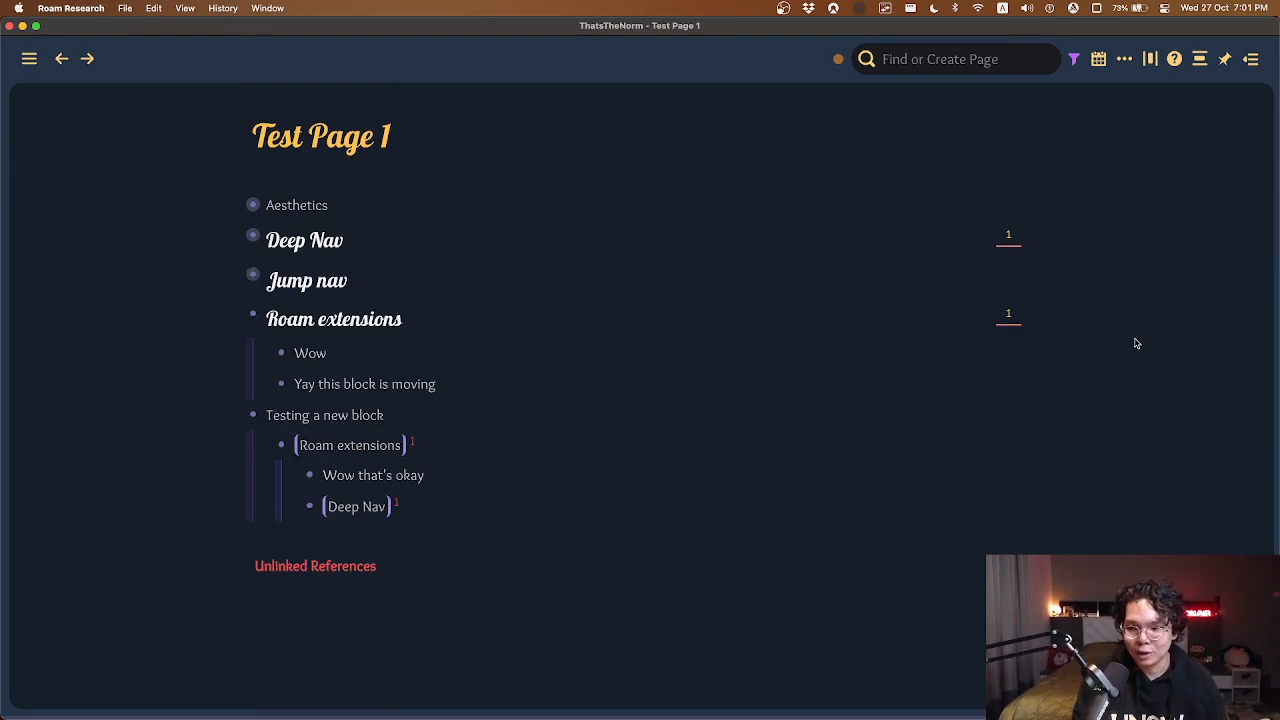 Roam Research File Edit View History Window 73% Wed 27 Oct 7:01 PM
ThatsTheNorm - Test Page 1
Find or Create Page
Test Page 1
Aesthetics
Deep Nav 1
Jump nav
Roam extensions 1
Wow
Yay this block is moving
Testing a new block
(Roam extensions) 1
Wow that's okay
(Deep Nav) 1
Unlinked References